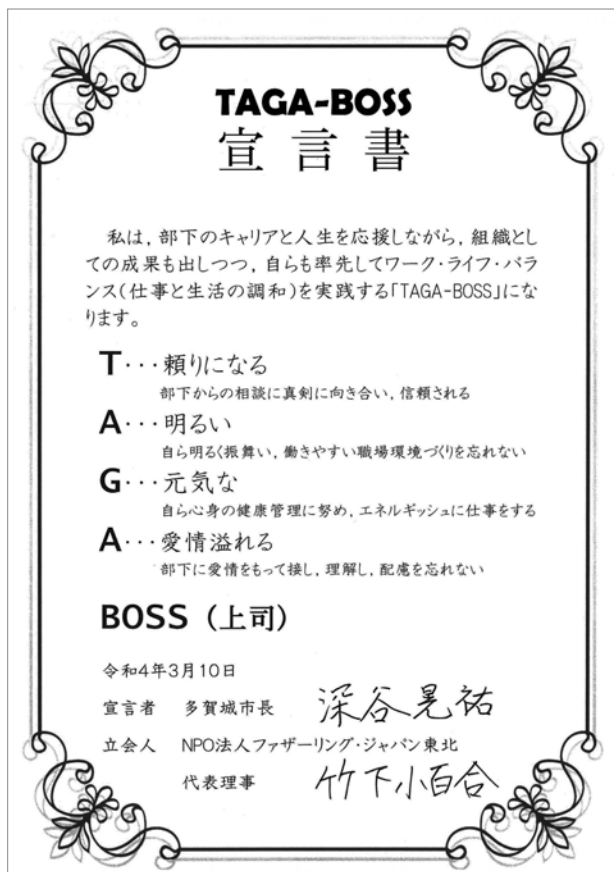 TAGA-BOSS
宣言書
私は，部下のキャリアと人生を応援しながら，組織とし
ての成果も出しつつ，自らも率先してワーク・ライフ・バラ
ンス（仕事と生活の調和）を実践する「TAGA-BOSS」にな
ります。
T・・・頼りになる
部下からの相談に真剣に向き合い，信頼される
A・・・明るい
自ら明るく振舞い，働きやすい職場環境づくりを忘れない
G・・・元気な
自ら心身の健康管理に努め，エネルギッシュに仕事をする
A・・・愛情溢れる
部下に愛情をもって接し，理解し，配慮を忘れない
BOSS（上司）
令和4年3月10日
宣言者 多賀城市長 深谷晃祐
立会人 NPO法人ファザーリング・ジャパン東北
代表理事 竹下小百合